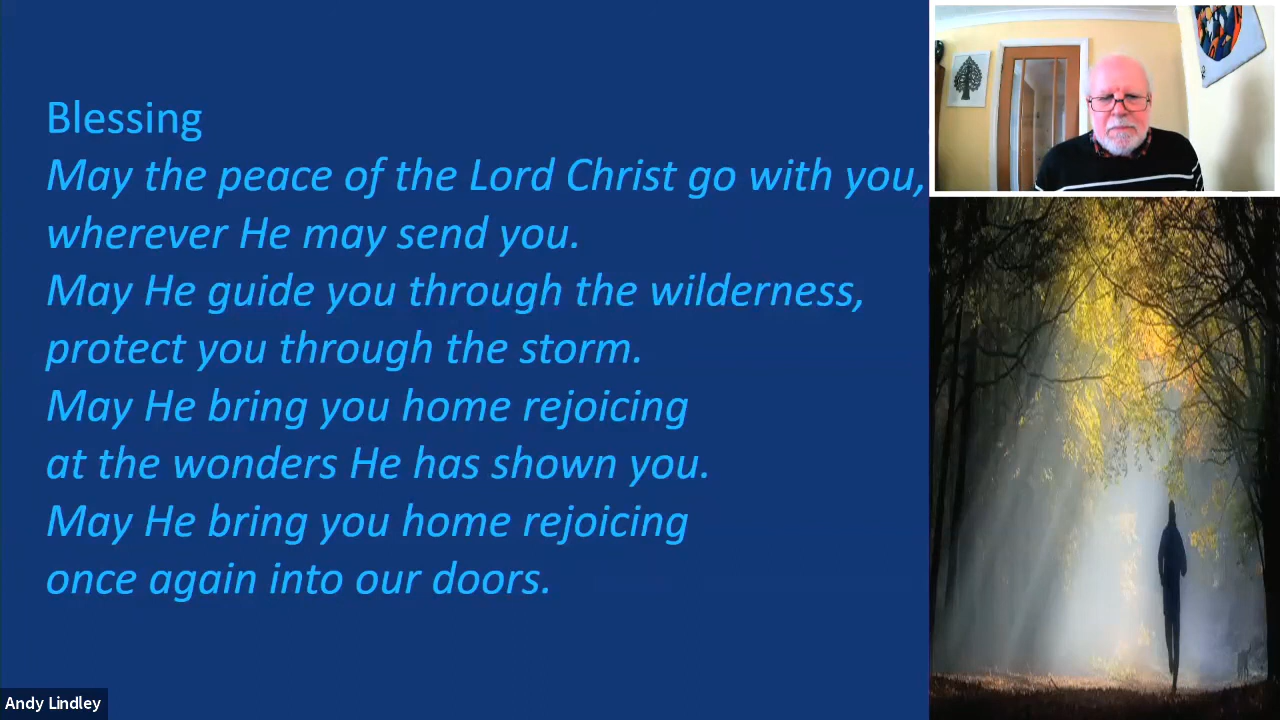 Blessing
May the peace of the Lord Christ go with you,
wherever He may send you.
May He guide you through the wilderness,
protect you through the storm.
May He bring you home rejoicing
at the wonders He has shown you.
May He bring you home rejoicing
once again into our doors.
Andy Lindley